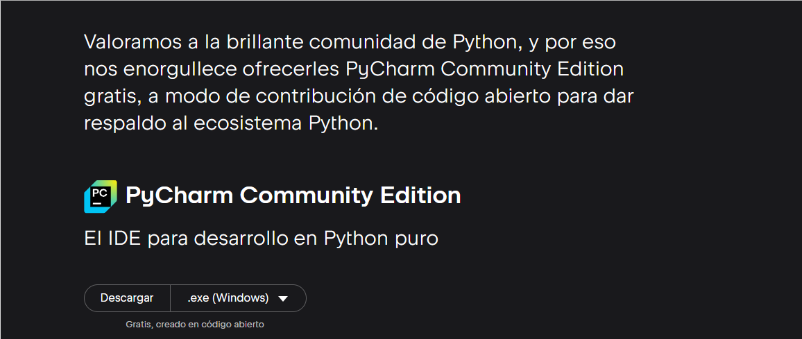 Valoramos a la brillante comunidad de Python, y por eso
nos enorgullece ofrecerles PyCharm Community Edition
gratis, a modo de contribución de código abierto para dar
respaldo al ecosistema Python.
PC
PyCharm Community Edition
El IDE para desarrollo en Python puro
Descargar .exe (Windows)
Gratis, creado en código abierto